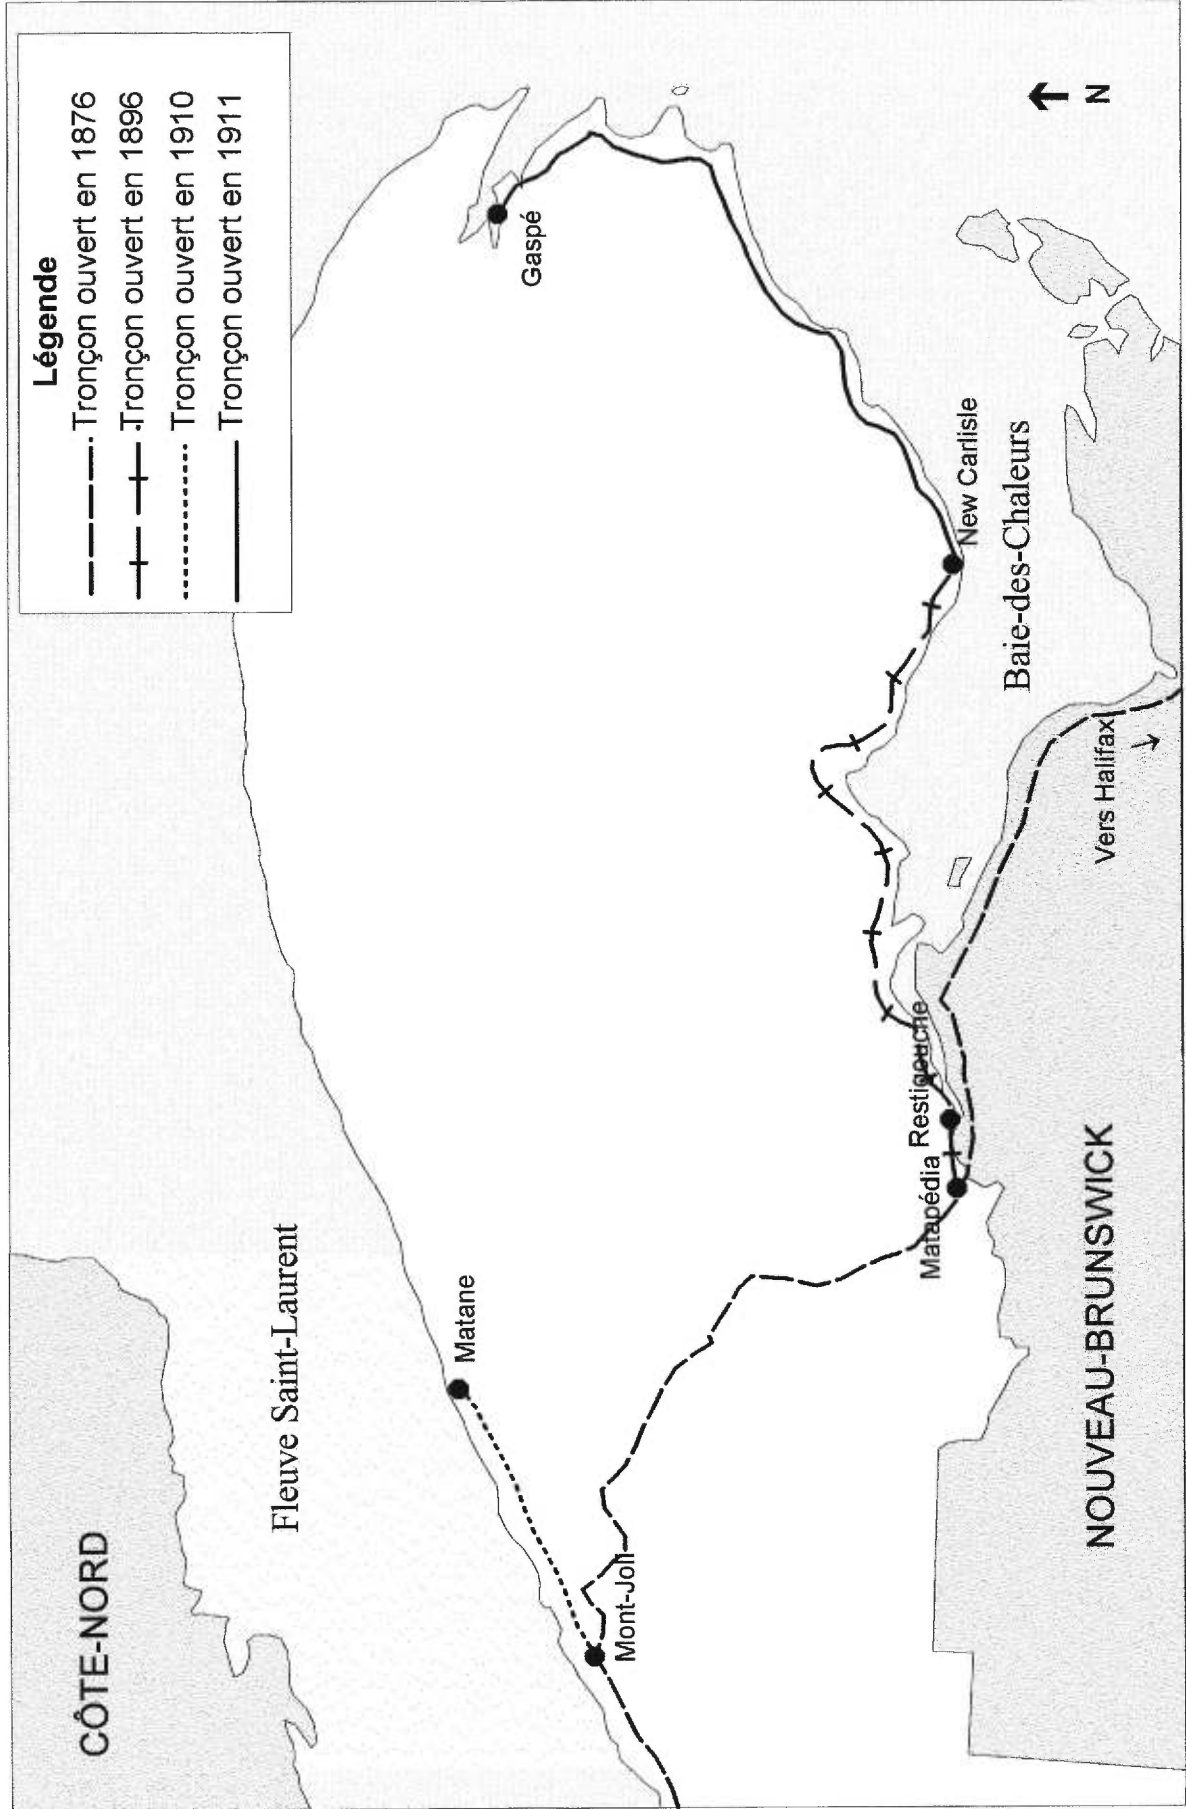 Légende
Tronçon ouvert en 1876
Tronçon ouvert en 1896
Tronçon ouvert en 1910
Tronçon ouvert en 1911
CÔTE-NORD
Fleuve Saint-Laurent
Matane
Mont-Joli
Gaspé
New Carlisle
Baie-des-Chaleurs
Restigouche
Matapédia
Vers Halifax
NOUVEAU-BRUNSWICK
N